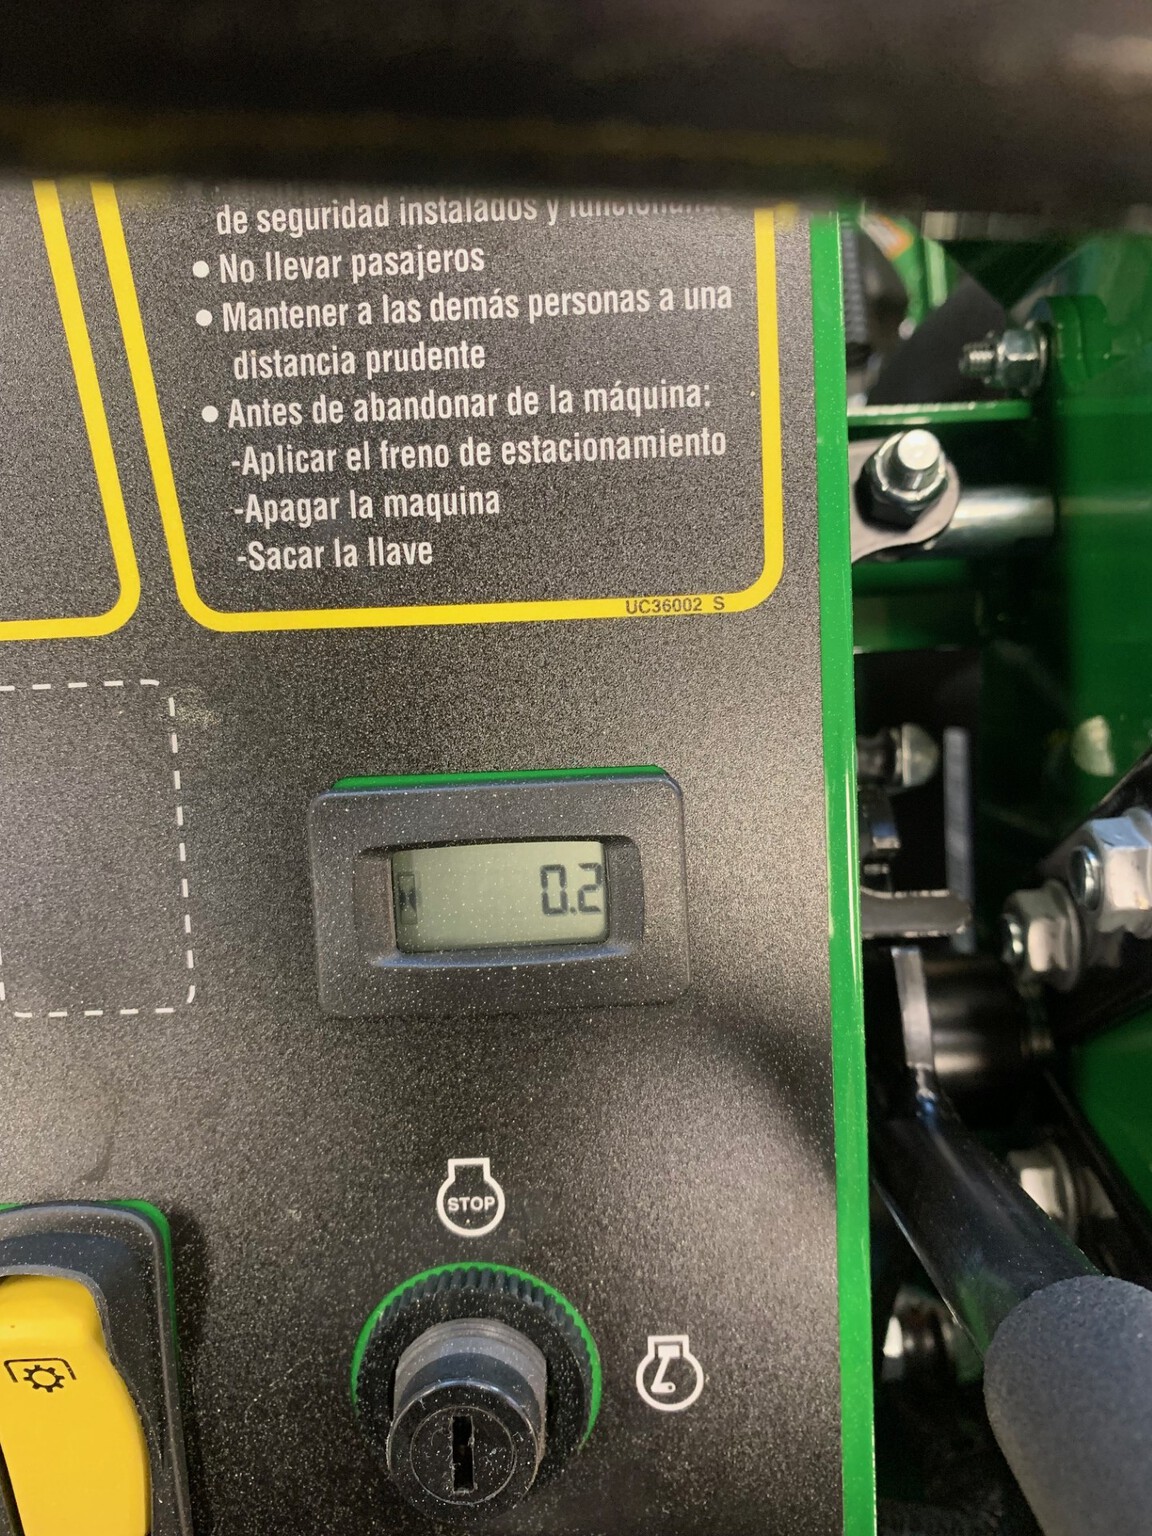 de seguridad instalados y
• No llevar pasajeros
• Mantener a las demás personas a una
distancia prudente
• Antes de abandonar de la máquina:
-Aplicar el freno de estacionamiento
-Apagar la maquina
-Sacar la llave
UC36002 S
0.2
STOP